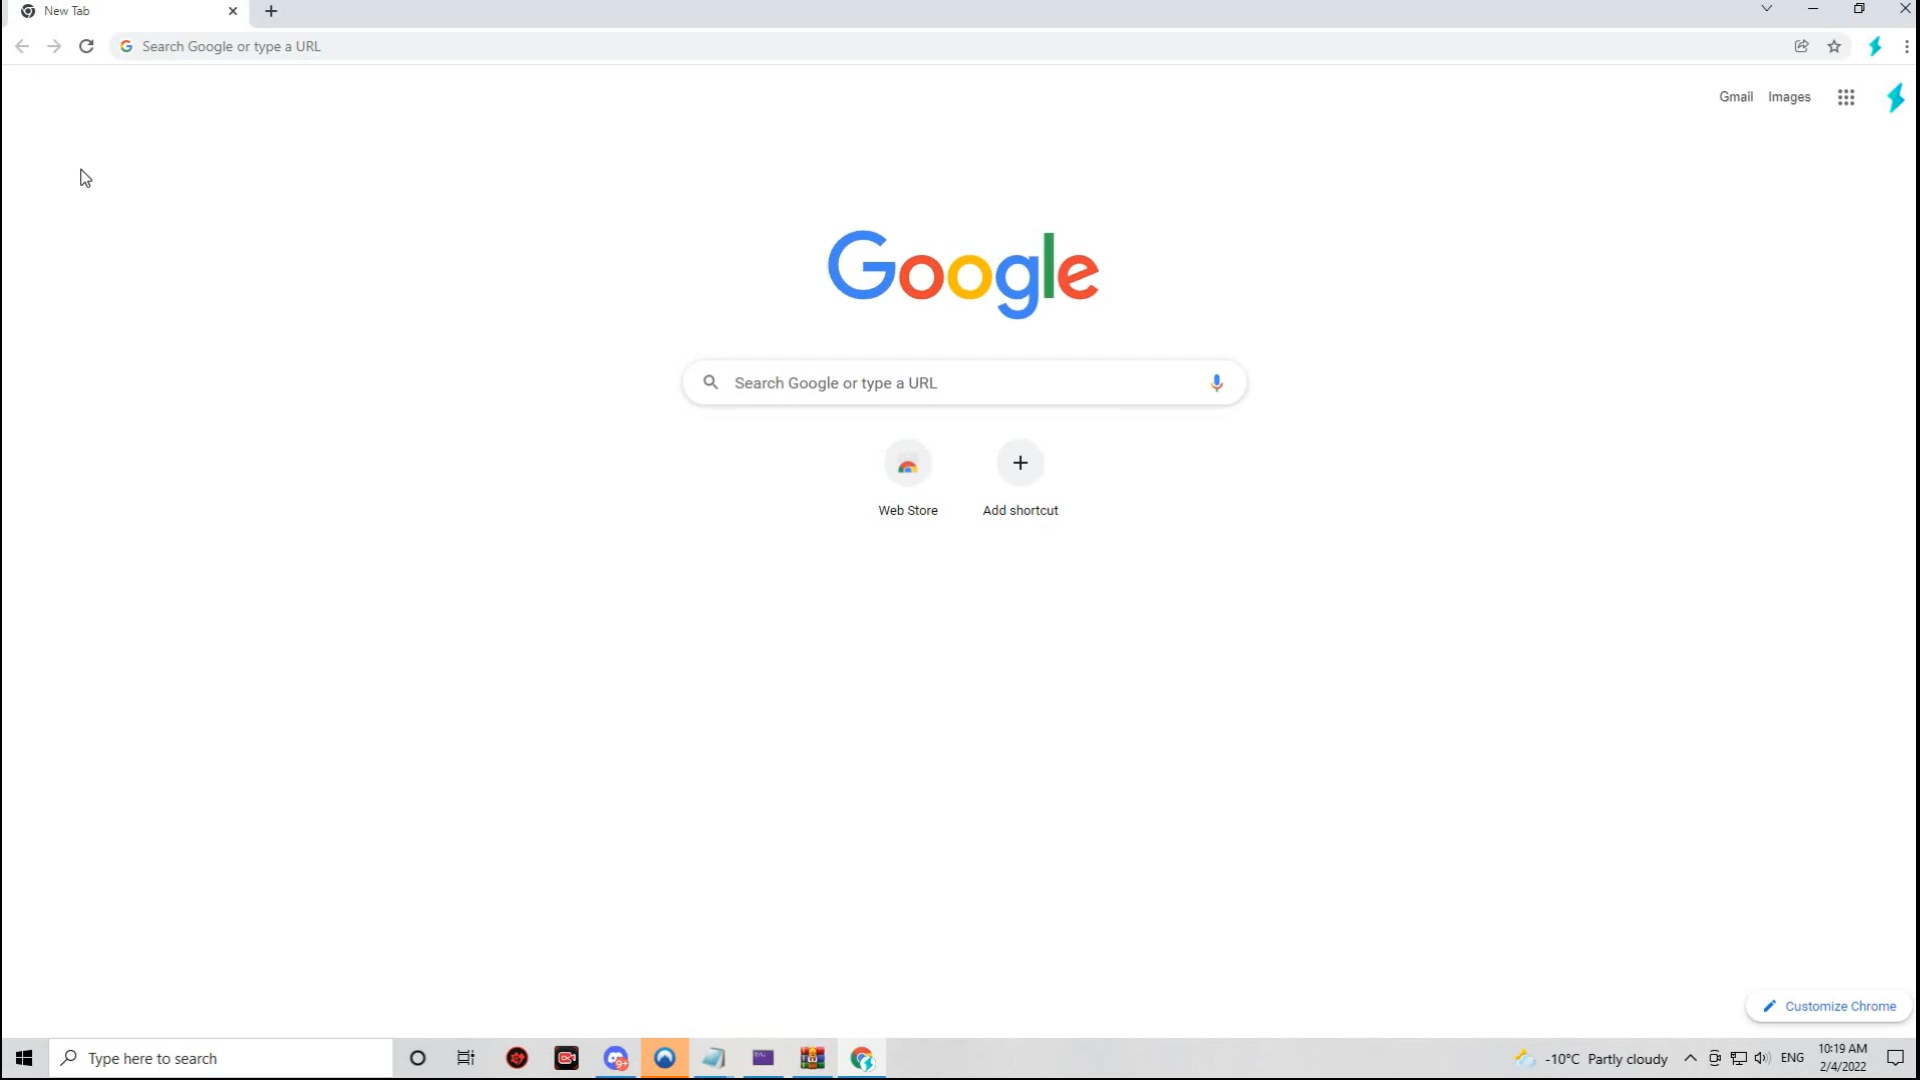 New Tab
Search Google or type a URL
Gmail Images
Google
Search Google or type a URL
Web Store Add shortcut
Customize Chrome
Type here to search
9+
-10°C Partly cloudy
ENG
10:19 AM
2/4/2022